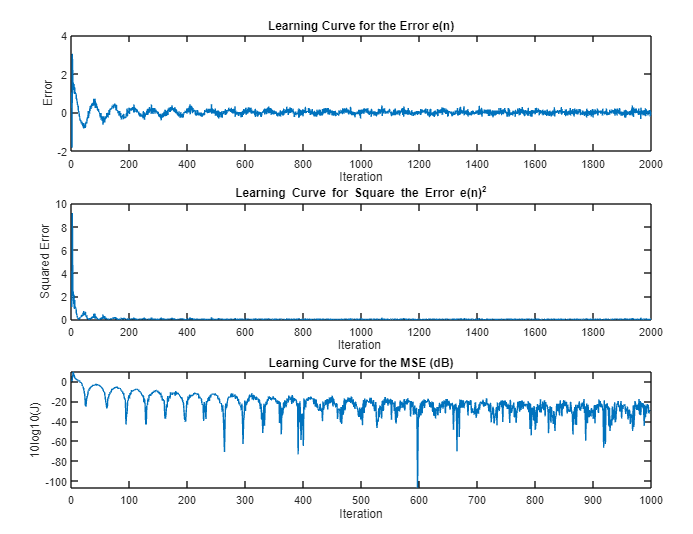 Learning Curve for the Error e(n)
4
2
0
-2
Error
0 200 400 600 800 1000 1200 1400 1600 1800 2000
Iteration
Learning Curve for Square the Error e(n)²
10
8
6
4
2
0
Squared Error
0 200 400 600 800 1000 1200 1400 1600 1800 2000
Iteration
Learning Curve for the MSE (dB)
0
-20
-40
-60
-80
-100
10log10(J)
0 100 200 300 400 500 600 700 800 900 1000
Iteration